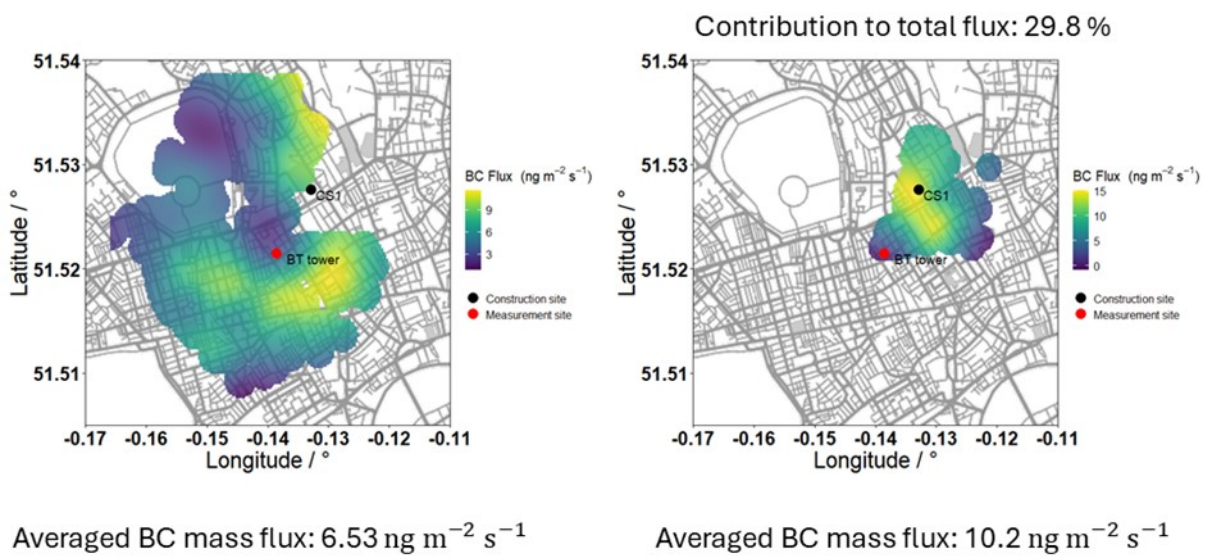 Contribution to total flux: 29.8 %
51.54
51.53
51.52
51.51
Latitude / °
-0.17 -0.16 -0.15 -0.14 -0.13 -0.12 -0.11
Longitude / °
CS1
BT tower
BC Flux (ng m⁻² s⁻¹)
9
6
3
Construction site
Measurement site
51.54
51.53
51.52
51.51
Latitude / °
-0.17 -0.16 -0.15 -0.14 -0.13 -0.12 -0.11
Longitude / °
CS1
BT tower
BC Flux (ng m⁻² s⁻¹)
15
10
5
0
Construction site
Measurement site
Averaged BC mass flux: 6.53 ng m⁻² s⁻¹
Averaged BC mass flux: 10.2 ng m⁻² s⁻¹